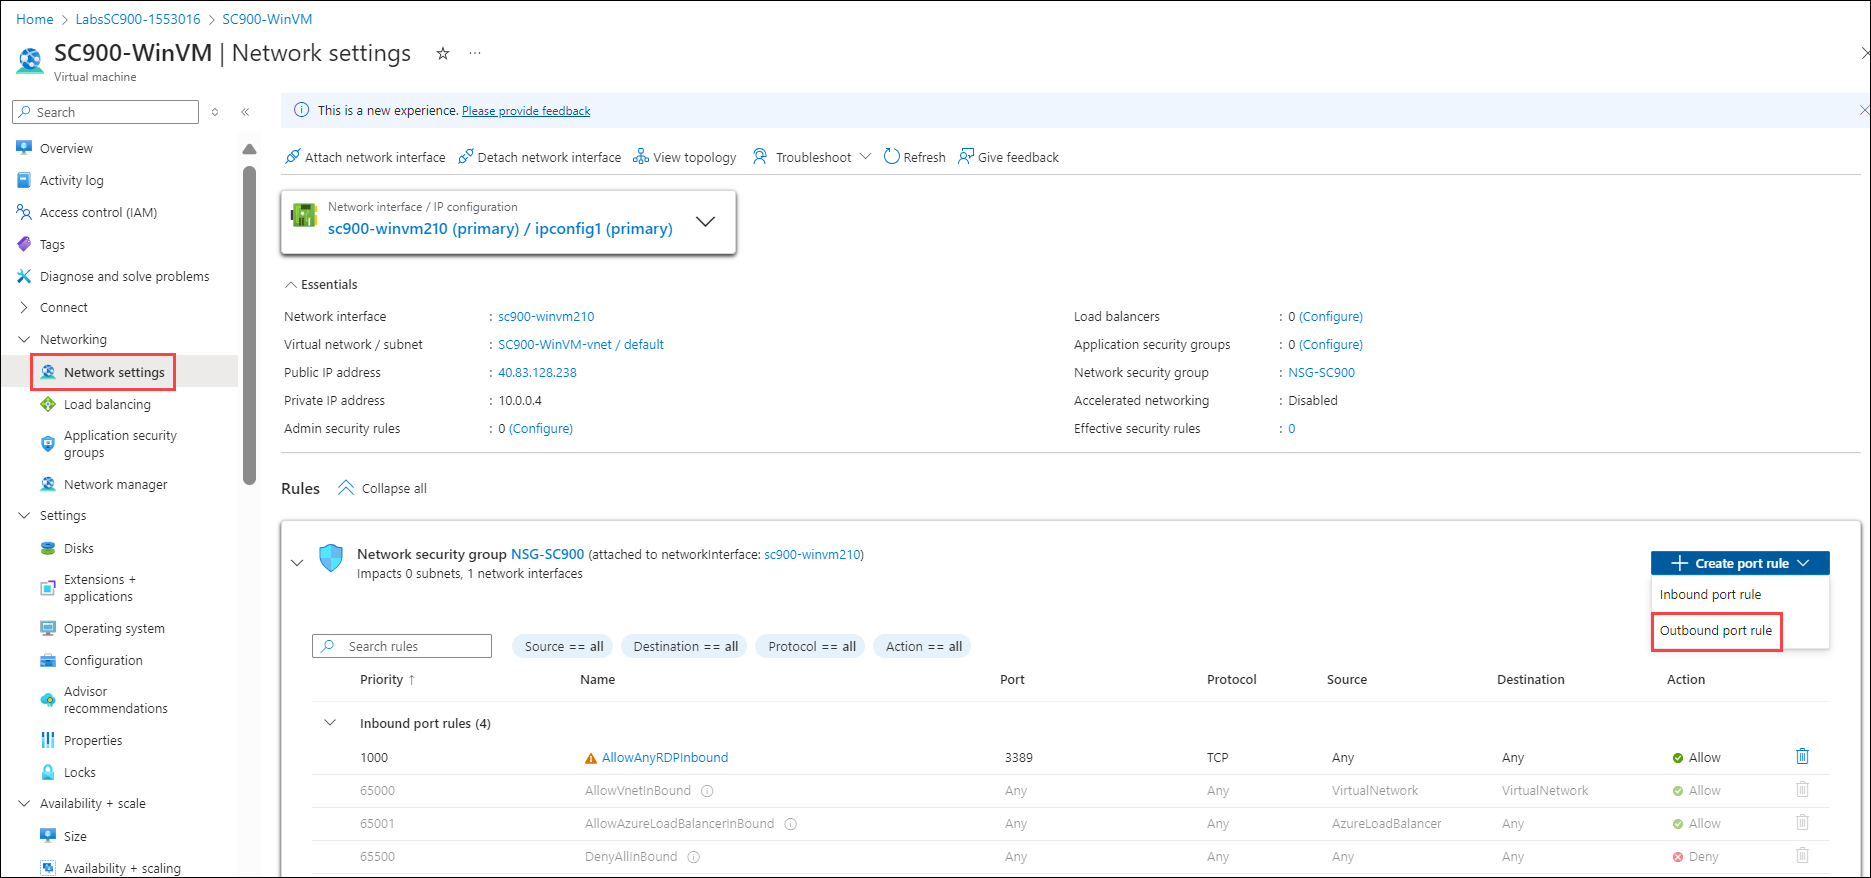 Home > LabsSC900-1553016 > SC900-WinVM
SC900-WinVM | Network settings ☆ ···
Virtual machine
Search
Overview
Activity log
Access control (IAM)
Tags
Diagnose and solve problems
Connect
Networking
Network settings
Load balancing
Application security
groups
Network manager
Settings
Disks
Extensions +
applications
Operating system
Configuration
Advisor
recommendations
Properties
Locks
Availability + scale
Size
Availability + scaling
This is a new experience. Please provide feedback
Attach network interface Detach network interface View topology Troubleshoot Refresh Give feedback
Network interface / IP configuration
sc900-winvm210 (primary) / ipconfig1 (primary)
Essentials
Network interface : sc900-winvm210
Virtual network / subnet : SC900-WinVM-vnet / default
Public IP address : 40.83.128.238
Private IP address : 10.0.0.4
Admin security rules : 0 (Configure)
Load balancers : 0 (Configure)
Application security groups : 0 (Configure)
Network security group : NSG-SC900
Accelerated networking : Disabled
Effective security rules : 0
Rules Collapse all
Network security group NSG-SC900 (attached to networkInterface: sc900-winvm210)
Impacts 0 subnets, 1 network interfaces
+ Create port rule
Inbound port rule
Outbound port rule
Search rules Source == all Destination == all Protocol == all Action == all
Priority ↑ Name Port Protocol Source Destination Action
Inbound port rules (4)
1000 AllowAnyRDPInbound 3389 TCP Any Any Allow
65000 AllowVnetInBound Any Any VirtualNetwork VirtualNetwork Allow
65001 AllowAzureLoadBalancerInBound Any Any AzureLoadBalancer Any Allow
65500 DenyAllInBound Any Any Any Any Deny